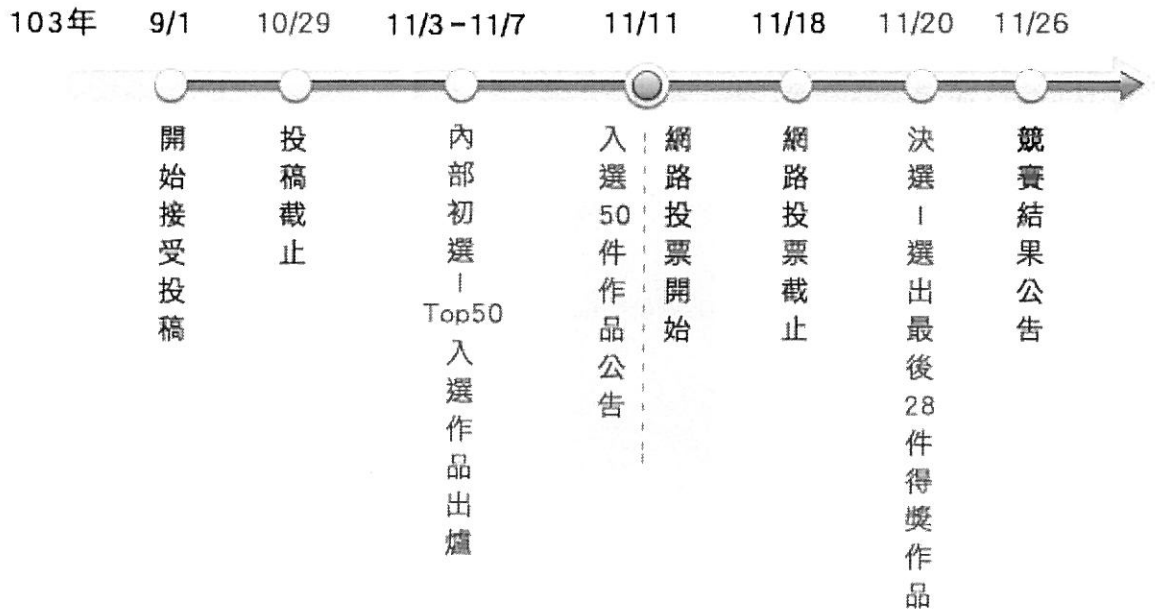 103年 9/1 10/29 11/3-11/7 11/11 11/18 11/20 11/26
開始接受投稿
投稿截止
內部初選-Top50入選作品出爐
入選50件作品公告
網路投票開始
網路投票截止
決選-選出最後28件得獎作品
競賽結果公告